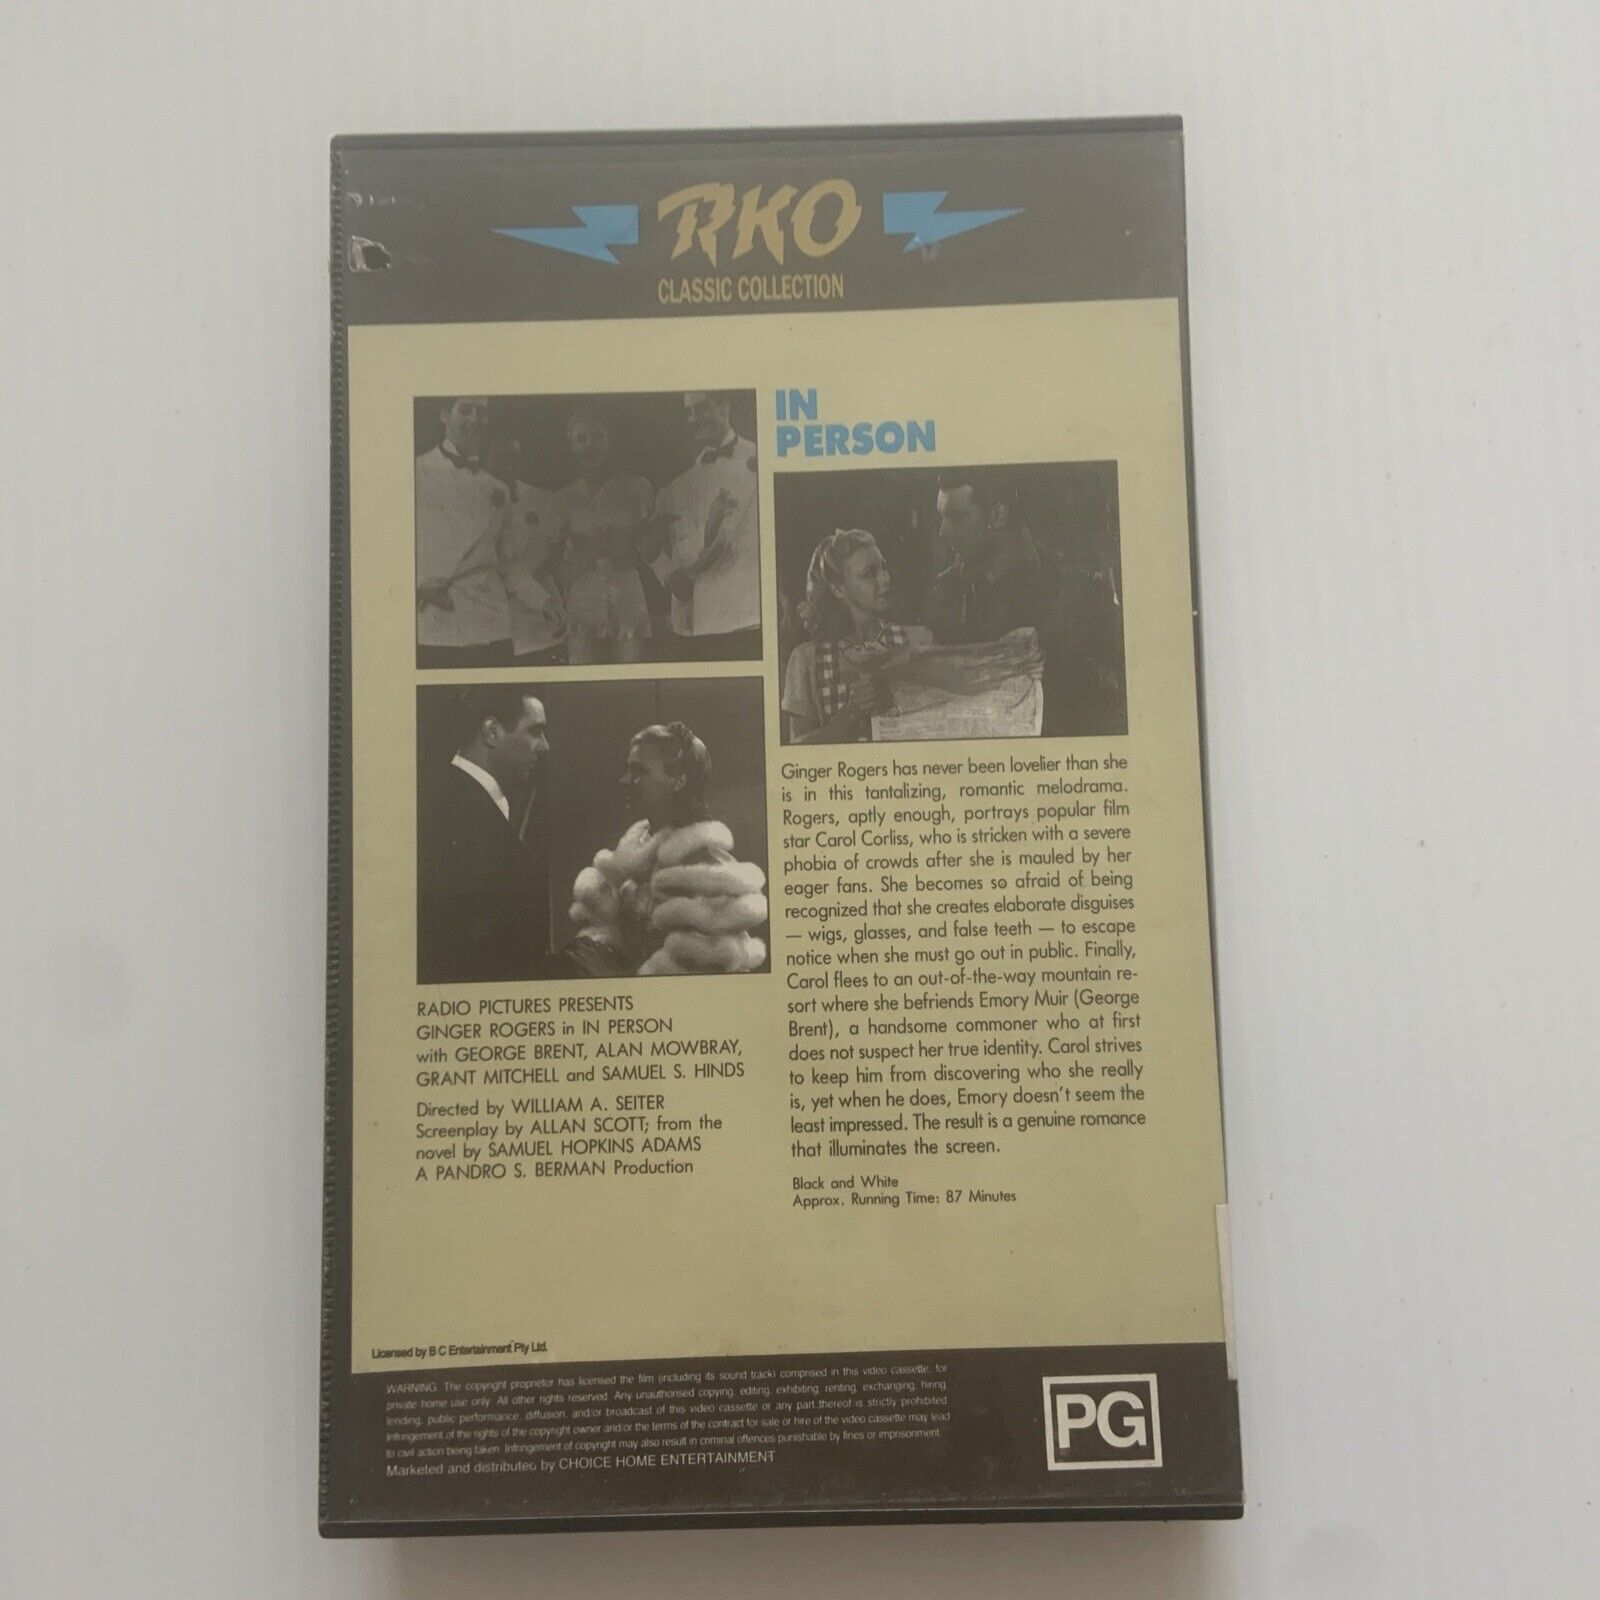 RKO
CLASSIC COLLECTION
IN
PERSON
RADIO PICTURES PRESENTS
GINGER ROGERS in IN PERSON
with GEORGE BRENT, ALAN MOWBRAY,
GRANT MITCHELL and SAMUEL S. HINDS
Directed by WILLIAM A. SEITER
Screenplay by ALLAN SCOTT; from the
novel by SAMUEL HOPKINS ADAMS
A PANDRO S. BERMAN Production
Ginger Rogers has never been lovelier than she
is in this tantalizing, romantic melodrama.
Rogers, aptly enough, portrays popular film
star Carol Corliss, who is stricken with a severe
phobia of crowds after she is mauled by her
eager fans. She becomes so afraid of being
recognized that she creates elaborate disguises
— wigs, glasses, and false teeth — to escape
notice when she must go out in public. Finally,
Carol flees to an out-of-the-way mountain re-
sort where she befriends Emory Muir (George
Brent), a handsome commoner who at first
does not suspect her true identity. Carol strives
to keep him from discovering who she really
is, yet when he does, Emory doesn't seem the
least impressed. The result is a genuine romance
that illuminates the screen.
Black and White
Approx. Running Time: 87 Minutes
Licensed by B C Entertainment Pty Ltd.
WARNING The copyright proprietor has licensed the film (including its sound track) comprised in this video cassette for
private home use only. All other rights reserved. Any unauthorised copying, editing, exhibiting, renting, exchanging, hiring,
lending, public performance, diffusion, and/or broadcast of this video cassette or any part thereof is strictly prohibited.
Infringement of the rights of the copyright owner and/or the terms of the contract for sale or hire of the video cassette may lead
to civil action being taken. Infringement of copyright may also result in criminal offences punishable by fines or imprisonment.
Marketed and distributed by CHOICE HOME ENTERTAINMENT
PG